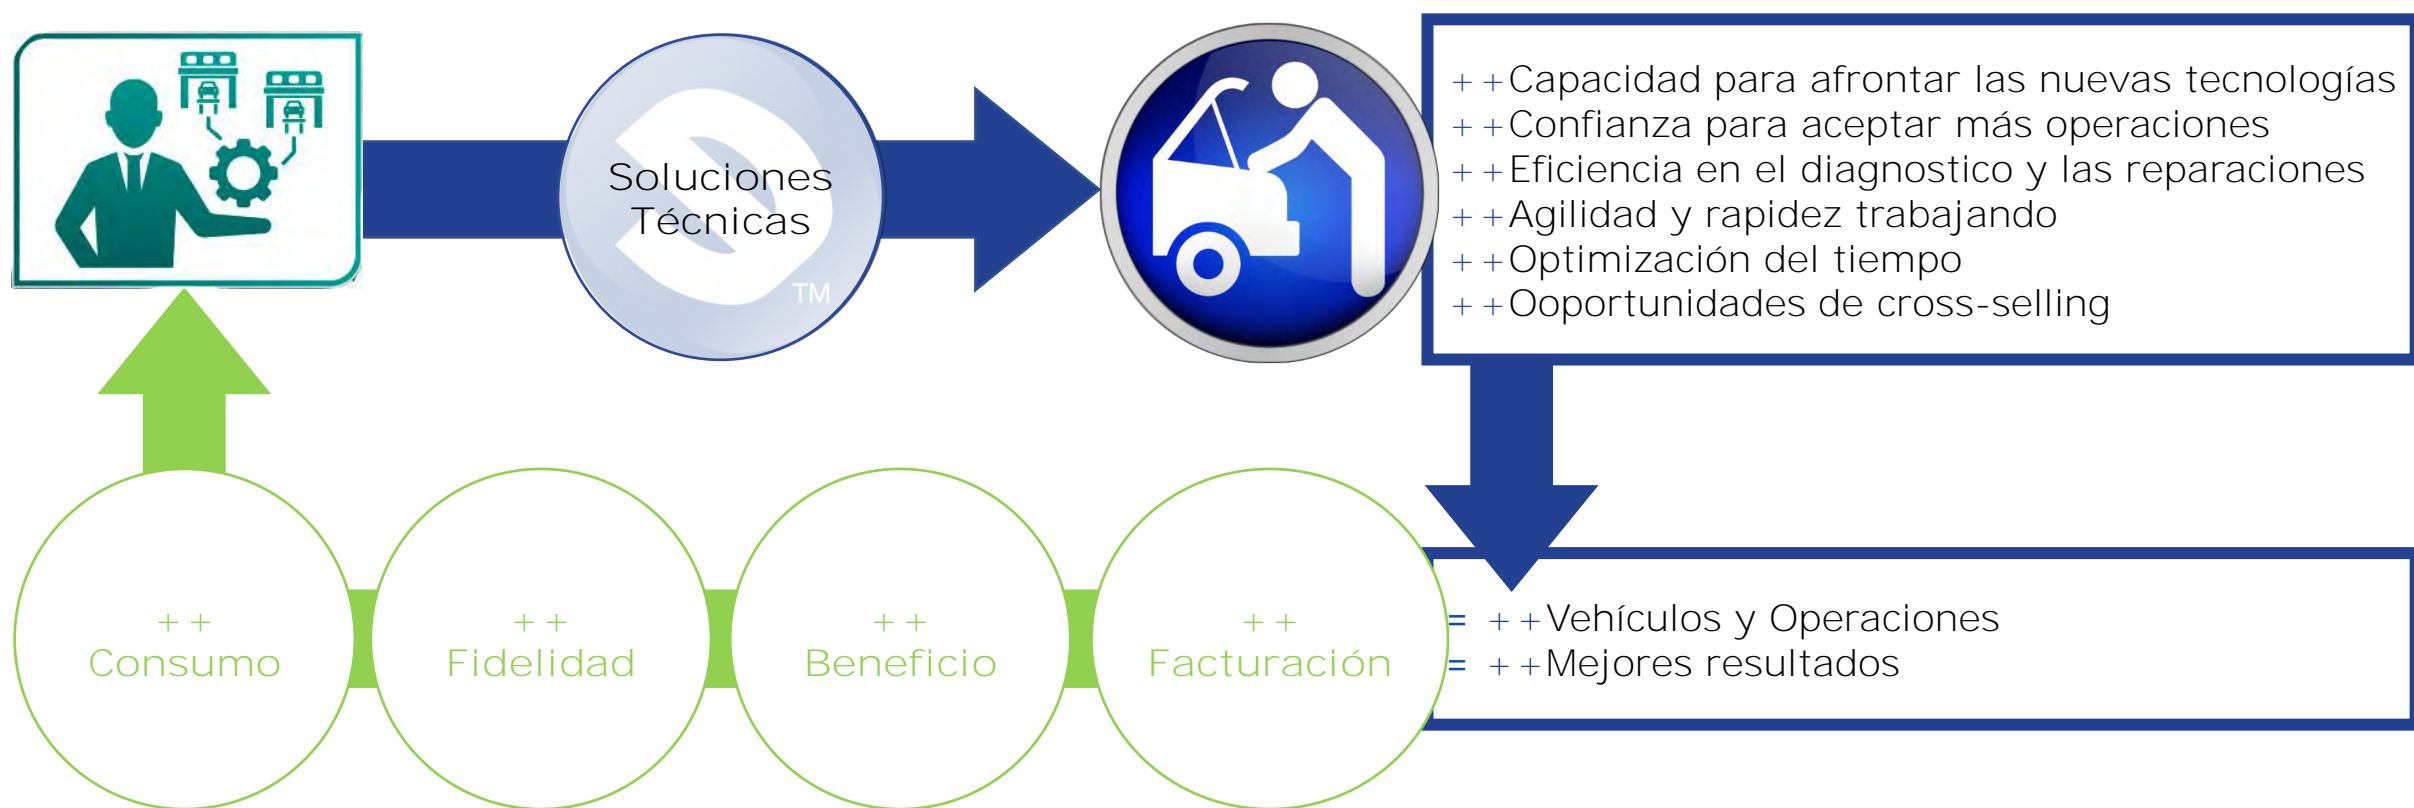 Soluciones
Técnicas
TM
++Capacidad para afrontar las nuevas tecnologías
++Confianza para aceptar más operaciones
++Eficiencia en el diagnostico y las reparaciones
++Agilidad y rapidez trabajando
++Optimización del tiempo
++Ooportunidades de cross-selling
++
Consumo
++
Fidelidad
++
Beneficio
++
Facturación
= ++Vehículos y Operaciones
= ++Mejores resultados